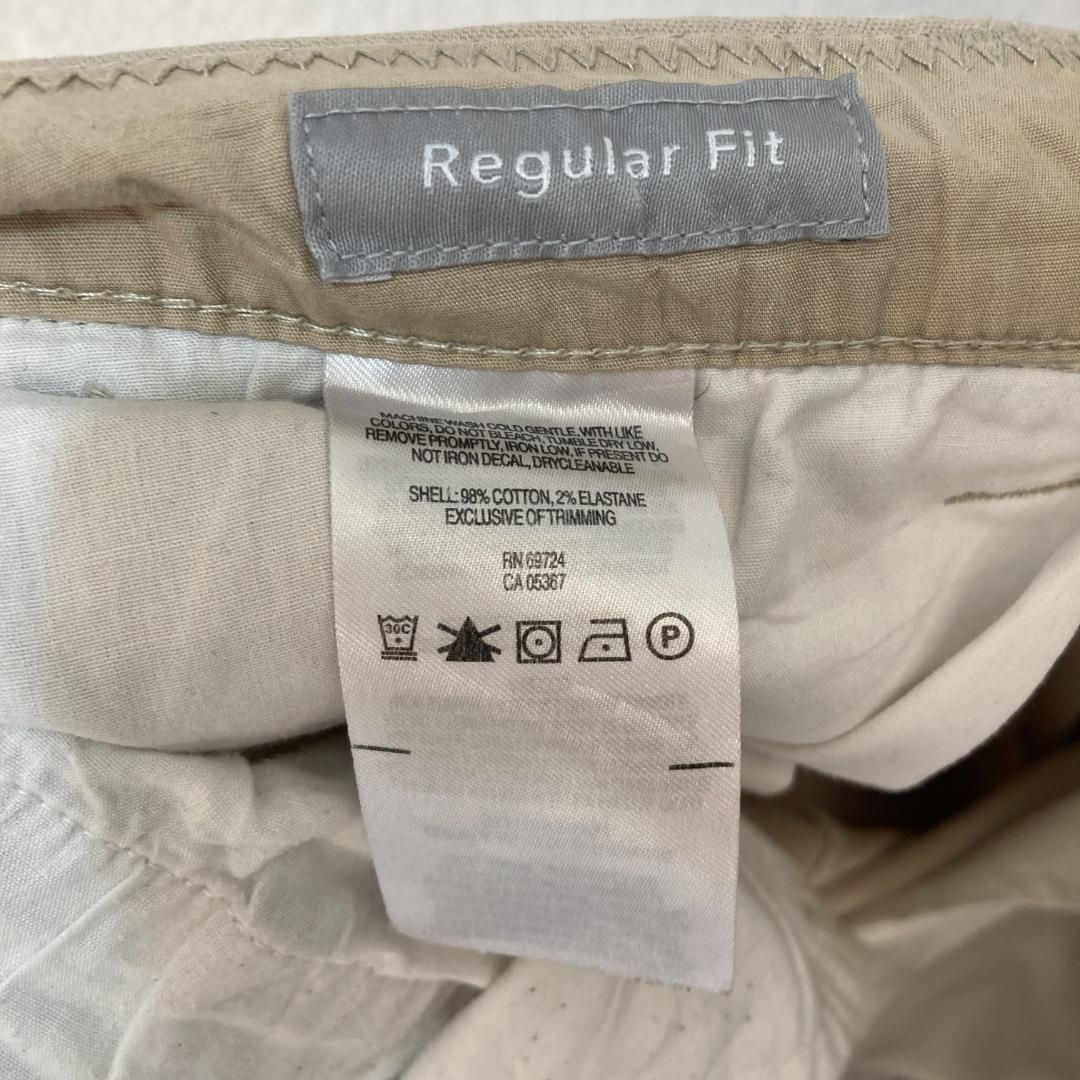 Regular Fit
MACHINE WASH COLD GENTLE, WITH LIKE
COLORS, DO NOT BLEACH, TUMBLE DRY LOW,
REMOVE PROMPTLY, IRON LOW, IF PRESENT DO
NOT IRON DECAL, DRYCLEANABLE
SHELL: 98% COTTON, 2% ELASTANE
EXCLUSIVE OF TRIMMING
RN 69724
CA 05367
30C
P